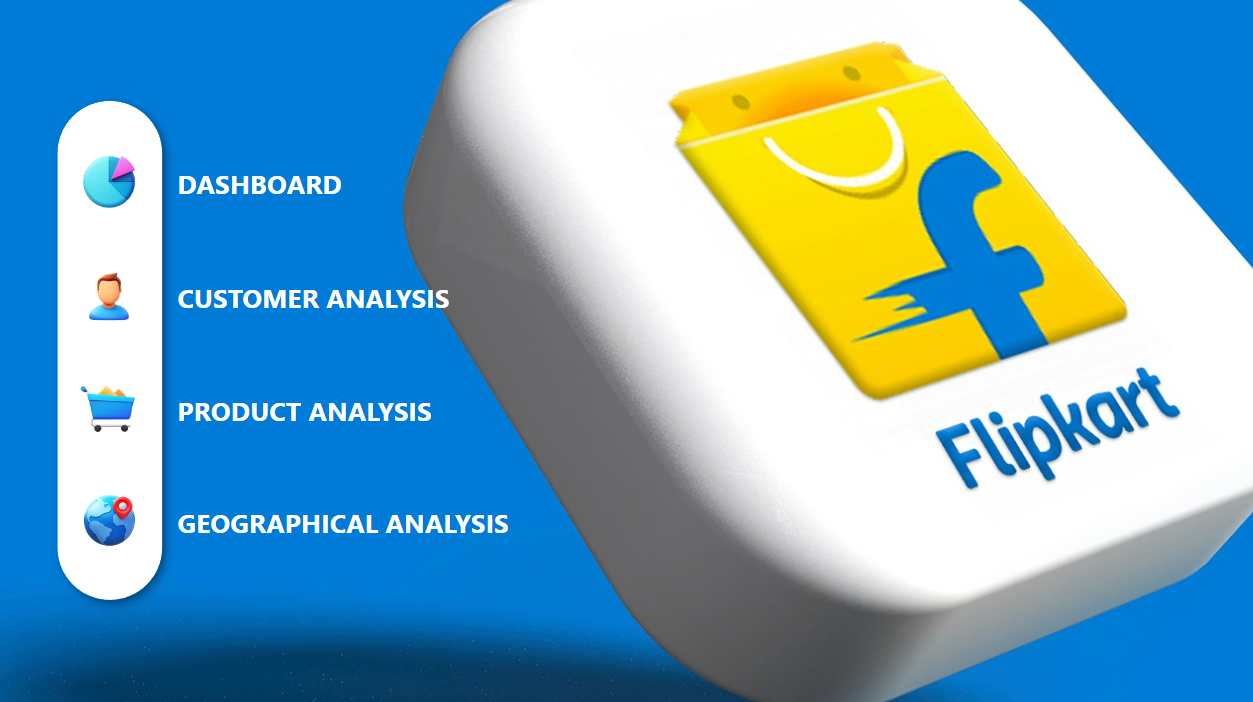 DASHBOARD
CUSTOMER ANALYSIS
PRODUCT ANALYSIS
GEOGRAPHICAL ANALYSIS
Flipkart